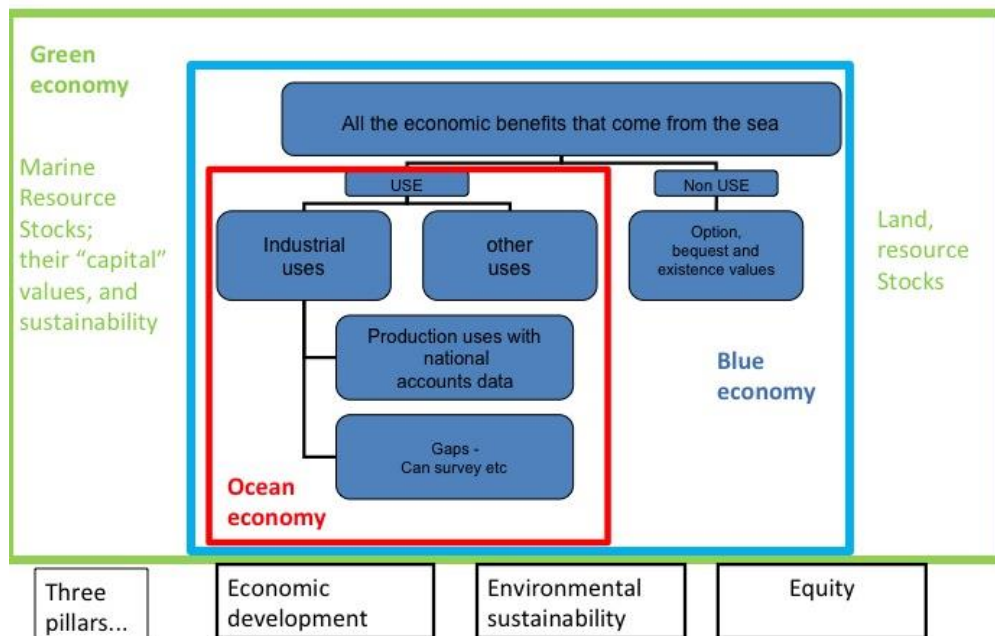 Green
economy
All the economic benefits that come from the sea
Marine
Resource
Stocks;
their “capital”
values, and
sustainability
USE
Non USE
Industrial
uses
other
uses
Option,
bequest and
existence values
Land,
resource
Stocks
Production uses with
national
accounts data
Blue
economy
Gaps -
Can survey etc
Ocean
economy
Three
pillars...
Economic
development
Environmental
sustainability
Equity